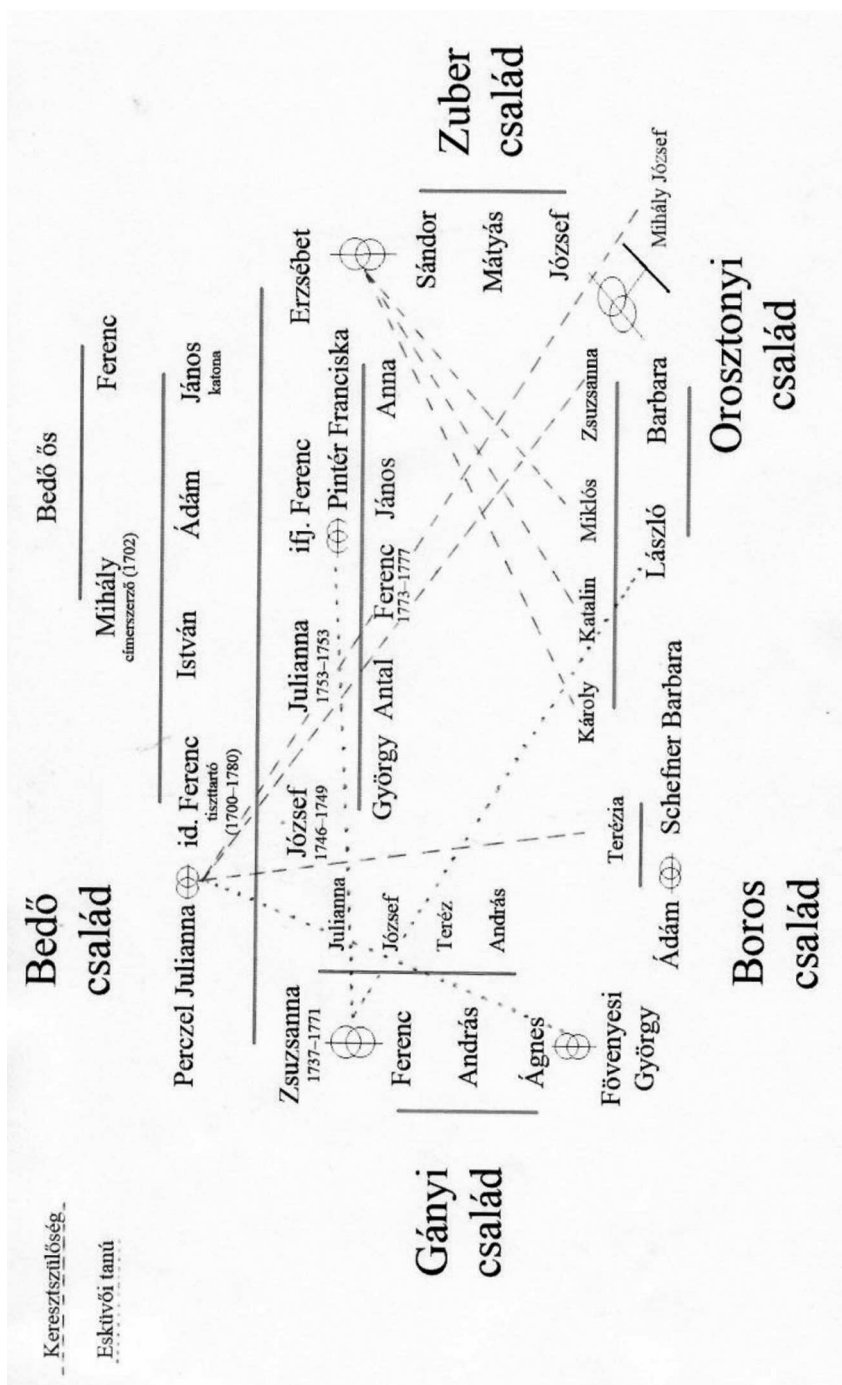 Keresztszülőség
Esküvői tanú
Bedő
család
Bedő ős
Mihály
címerszerző (1702)
Ferenc
Perczel Julianna
id. Ferenc
tiszttartó
(1700–1780)
István
Ádám
János
katona
Zsuzsanna
1737–1771
József
1746–1749
Julianna
1753–1753
ifj. Ferenc
Pintér Franciska
Erzsébet
György
Antal
Ferenc
1773–1777
János
Anna
Julianna
József
Teréz
András
Ferenc
András
Ágnes
Fövenyesi
György
Gányi
család
Sándor
Mátyás
József
Zuber
család
Terézia
Ádám
Schefner Barbara
Boros
család
Károly
Katalin
Miklós
Zsuzsanna
Mihály József
László
Barbara
Orosztonyi
család